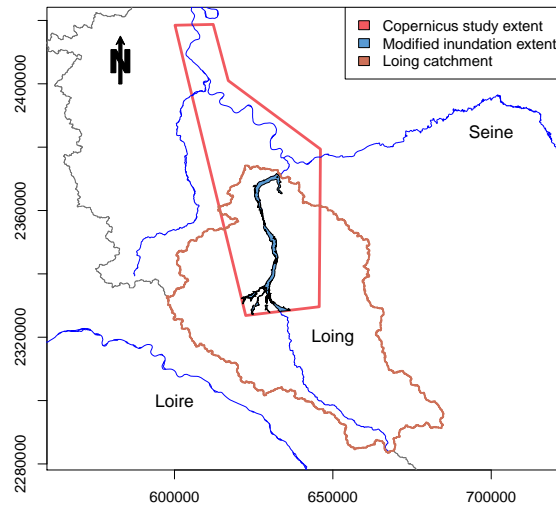 Copernicus study extent
Modified inundation extent
Loing catchment
N
Seine
Loing
Loire
2400000
2360000
2320000
2280000
600000
650000
700000